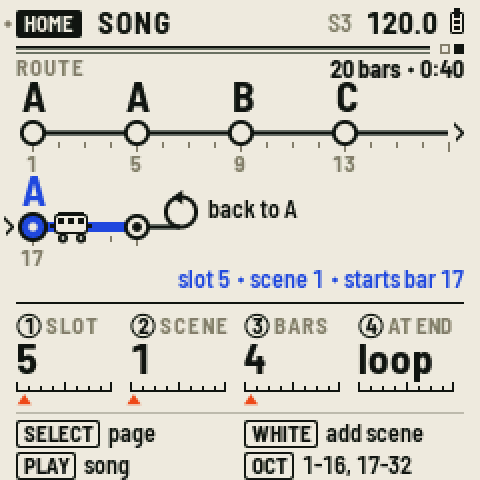 HOME SONG S3 120.0
ROUTE 20 bars • 0:40
A A B C
1 5 9 13
A
back to A
17
slot 5 • scene 1 • starts bar 17
1 SLOT 2 SCENE 3 BARS 4 AT END
5 1 4 loop
SELECT page WHITE add scene
PLAY song OCT 1-16, 17-32